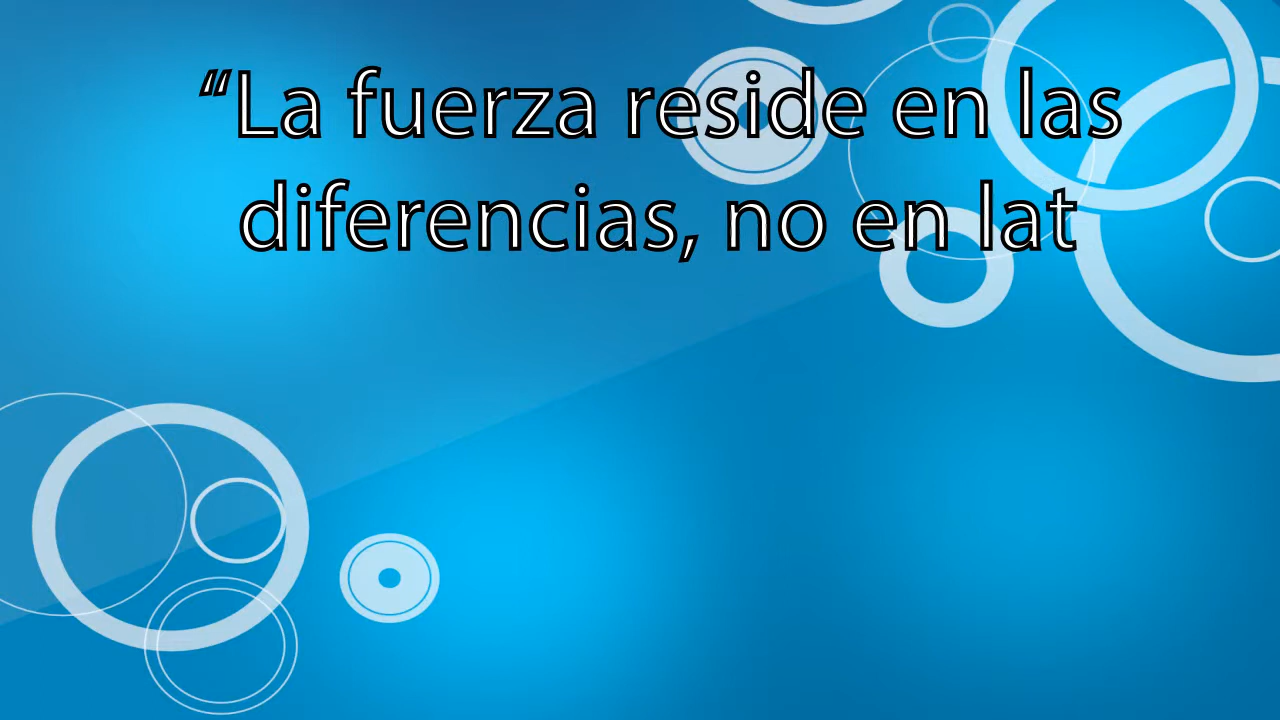 “La fuerza reside en las
diferencias, no en lat